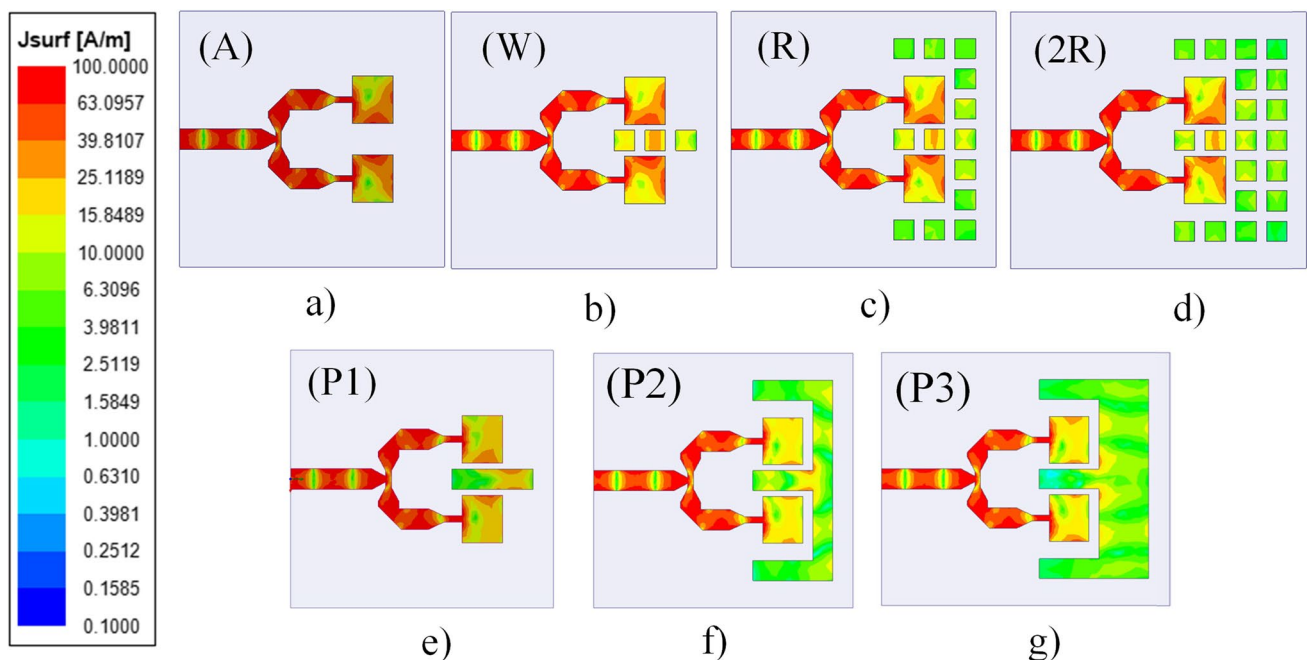 Jsurf [A/m]
100.0000
63.0957
39.8107
25.1189
15.8489
10.0000
6.3096
3.9811
2.5119
1.5849
1.0000
0.6310
0.3981
0.2512
0.1585
0.1000
(A)
(W)
(R)
(2R)
a)
b)
c)
d)
(P1)
(P2)
(P3)
e)
f)
g)